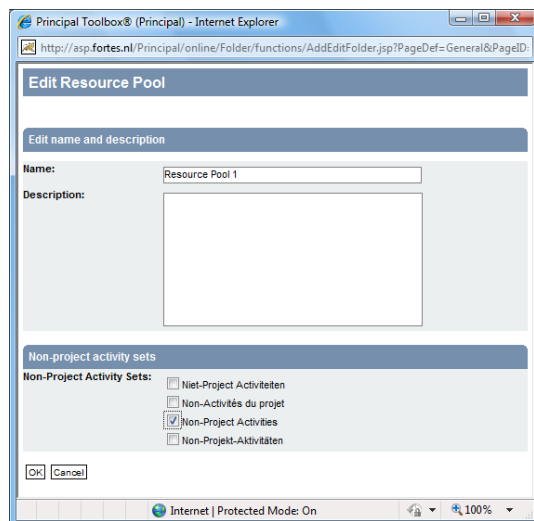 Principal Toolbox® (Principal) - Internet Explorer
http://asp.fortes.nl/Principal/online/Folder/functions/AddEditFolder.jsp?PageDef=General&PageID:
Edit Resource Pool
Edit name and description
Name:
Resource Pool 1
Description:
Non-project activity sets
Non-Project Activity Sets:
Niet-Project Activiteiten
Non-Activités du projet
Non-Project Activities
Non-Projekt-Aktivitäten
OK Cancel
Internet | Protected Mode: On 100%